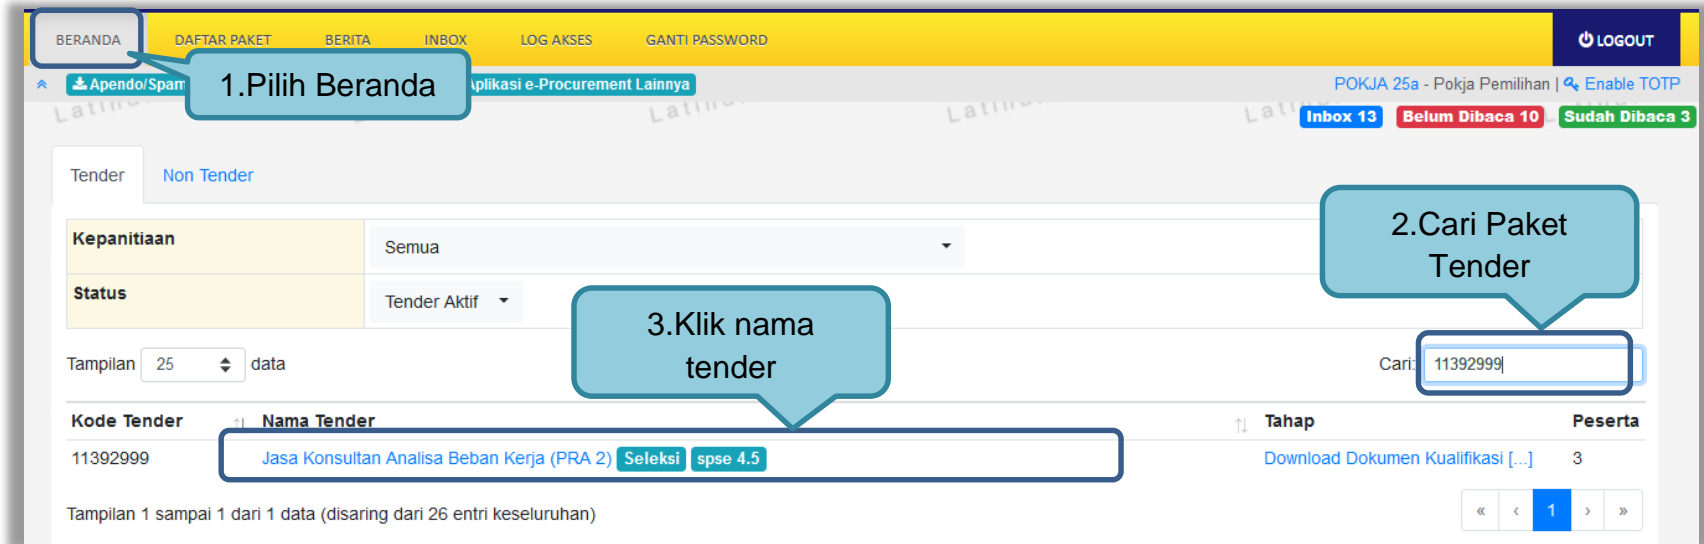 BERANDA DAFTAR PAKET BERITA INBOX LOG AKSES GANTI PASSWORD LOGOUT
1.Pilih Beranda
Apendo/Spam plikasi e-Procurement Lainnya POKJA 25a - Pokja Pemilihan | Enable TOTP
Inbox 13 Belum Dibaca 10 Sudah Dibaca 3
Tender Non Tender
2.Cari Paket
Tender
Kepanitiaan Semua
Status Tender Aktif
3.Klik nama
tender
Tampilan 25 data Cari: 11392999
Kode Tender Nama Tender Tahap Peserta
11392999 Jasa Konsultan Analisa Beban Kerja (PRA 2) Seleksi spse 4.5 Download Dokumen Kualifikasi [...] 3
Tampilan 1 sampai 1 dari 1 data (disaring dari 26 entri keseluruhan) « ‹ 1 › »